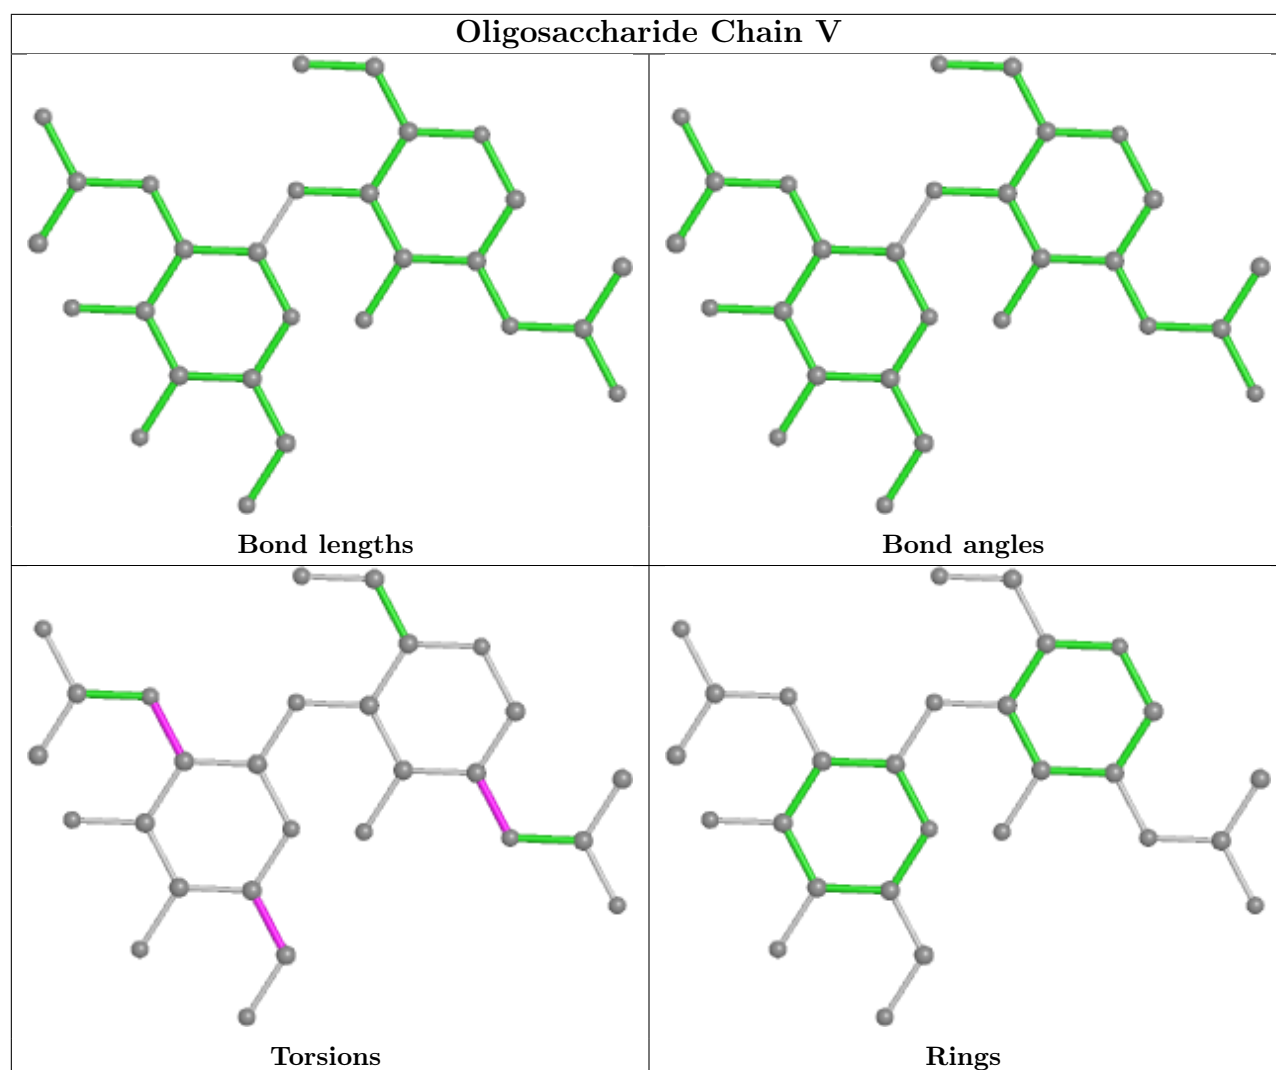 Oligosaccharide Chain V
Bond lengths
Bond angles
Torsions
Rings